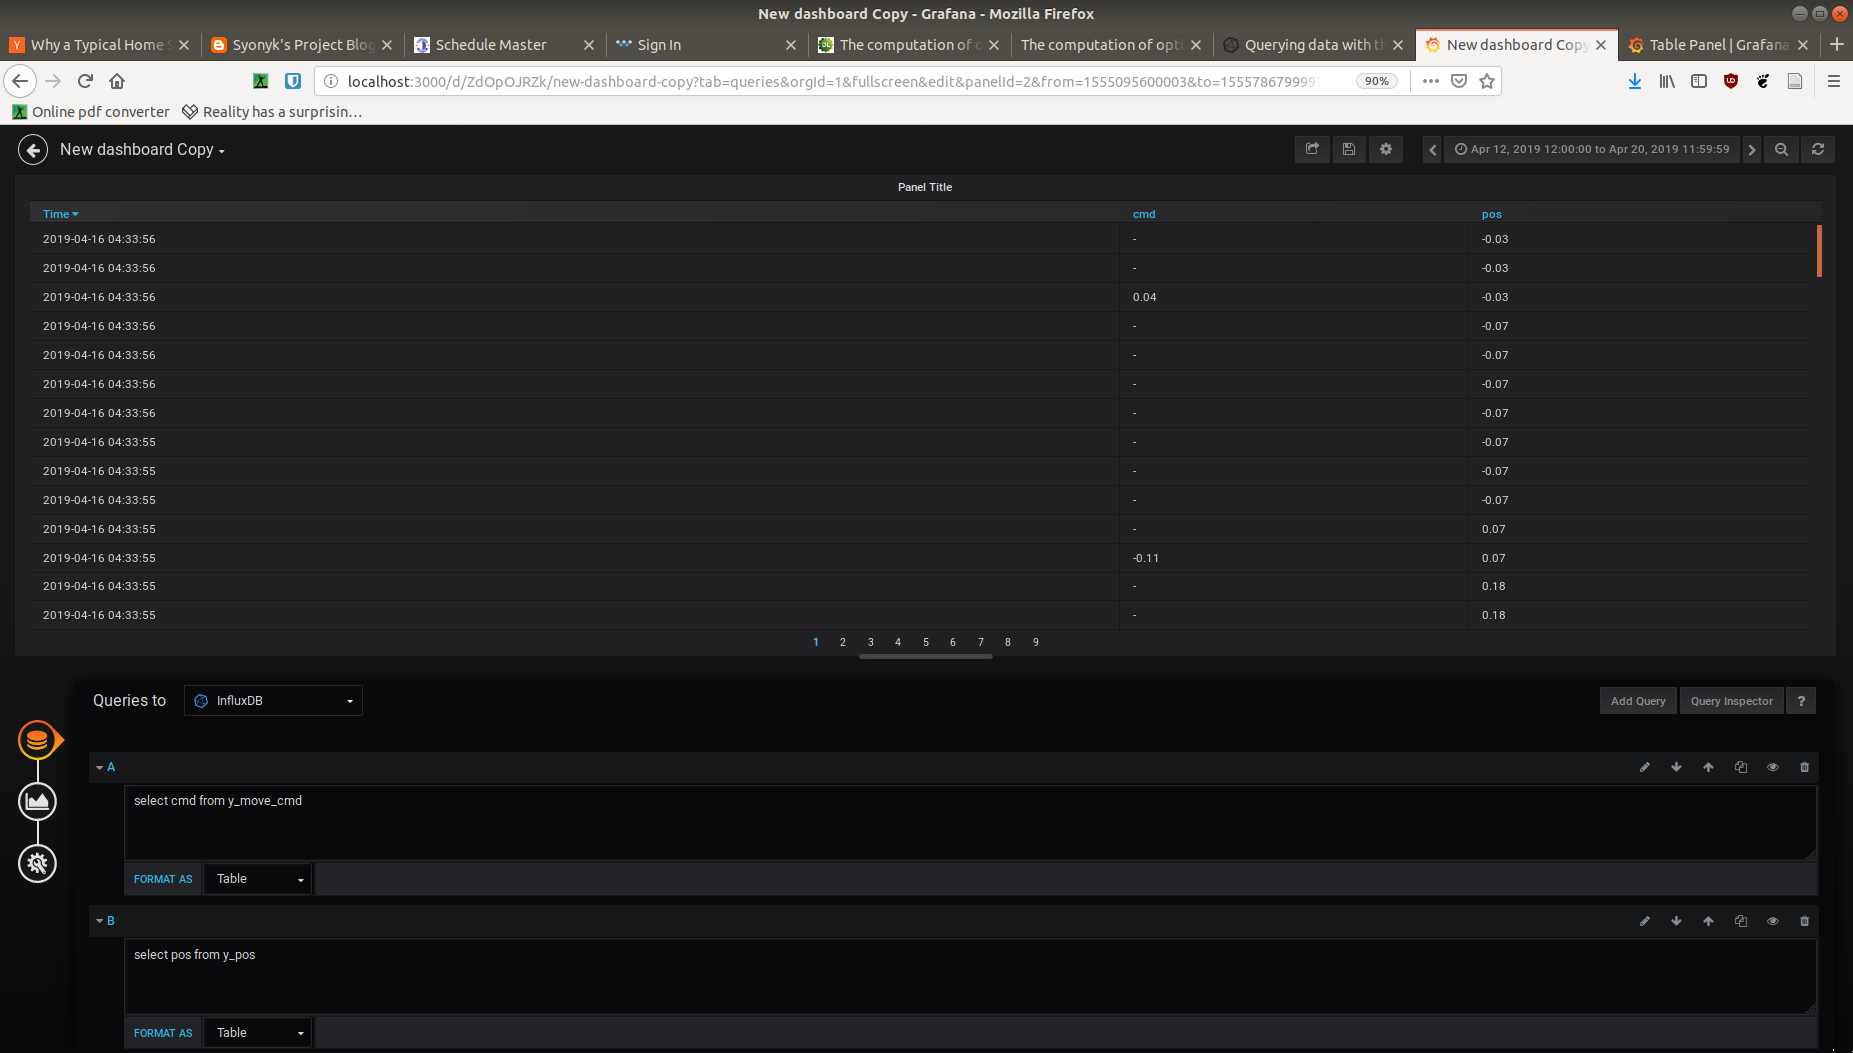 New dashboard Copy - Grafana - Mozilla Firefox
Why a Typical Home S
Syonyk's Project Blog
Schedule Master
Sign In
The computation of o
The computation of opti
Querying data with th
New dashboard Copy
Table Panel | Grafana
localhost:3000/d/ZdOpOJRZk/new-dashboard-copy?tab=queries&orgId=1&fullscreen&edit&panelId=2&from=1555095600003&to=1555786799999
90%
Online pdf converter
Reality has a surprisin…
New dashboard Copy
Apr 12, 2019 12:00:00 to Apr 20, 2019 11:59:59
Panel Title
Time cmd pos
2019-04-16 04:33:56 - -0.03
2019-04-16 04:33:56 - -0.03
2019-04-16 04:33:56 0.04 -0.03
2019-04-16 04:33:56 - -0.07
2019-04-16 04:33:56 - -0.07
2019-04-16 04:33:56 - -0.07
2019-04-16 04:33:56 - -0.07
2019-04-16 04:33:55 - -0.07
2019-04-16 04:33:55 - -0.07
2019-04-16 04:33:55 - -0.07
2019-04-16 04:33:55 - 0.07
2019-04-16 04:33:55 -0.11 0.07
2019-04-16 04:33:55 - 0.18
2019-04-16 04:33:55 - 0.18
1 2 3 4 5 6 7 8 9
Queries to
InfluxDB
Add Query
Query Inspector
?
A
select cmd from y_move_cmd
FORMAT AS Table
B
select pos from y_pos
FORMAT AS Table